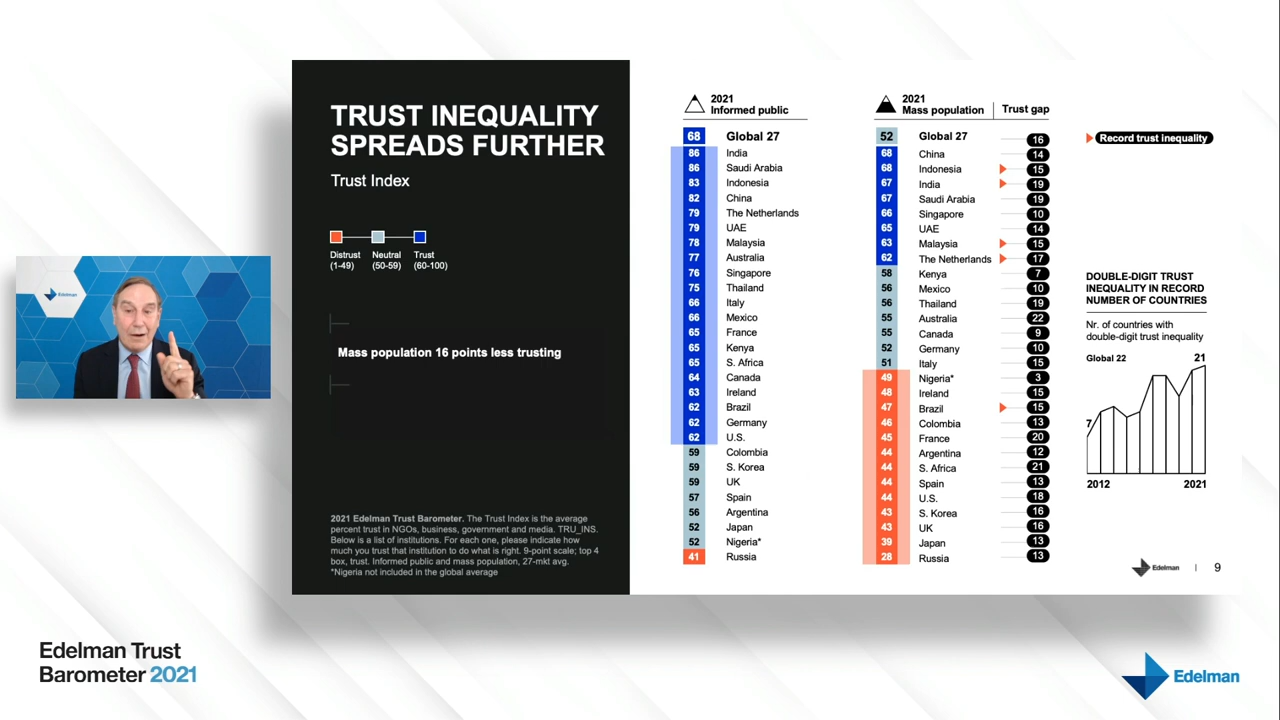 TRUST INEQUALITY
SPREADS FURTHER
Trust Index
Distrust
(1-49)
Neutral
(50-59)
Trust
(60-100)
Mass population 16 points less trusting
2021 Edelman Trust Barometer. The Trust Index is the average
percent trust in NGOs, business, government and media. TRU_INS.
Below is a list of institutions. For each one, please indicate how
much you trust that institution to do what is right. 9-point scale; top 4
box, trust. Informed public and mass population, 27-mkt avg.
*Nigeria not included in the global average
2021
Informed public
68 Global 27
86 India
86 Saudi Arabia
83 Indonesia
82 China
79 The Netherlands
79 UAE
78 Malaysia
77 Australia
76 Singapore
75 Thailand
66 Italy
66 Mexico
65 France
65 Kenya
65 S. Africa
64 Canada
63 Ireland
62 Brazil
62 Germany
62 U.S.
59 Colombia
59 S. Korea
59 UK
57 Spain
56 Argentina
52 Japan
52 Nigeria*
41 Russia
2021
Mass population Trust gap
52 Global 27 16
68 China 14
68 Indonesia 15
67 India 19
67 Saudi Arabia 19
66 Singapore 10
65 UAE 14
63 Malaysia 15
62 The Netherlands 17
58 Kenya 7
56 Mexico 10
56 Thailand 19
55 Australia 22
55 Canada 9
52 Germany 10
51 Italy 15
49 Nigeria* 3
48 Ireland 15
47 Brazil 15
46 Colombia 13
45 France 20
44 Argentina 12
44 S. Africa 21
44 Spain 13
44 U.S. 18
43 S. Korea 16
43 UK 16
39 Japan 13
28 Russia 13
Record trust inequality
DOUBLE-DIGIT TRUST
INEQUALITY IN RECORD
NUMBER OF COUNTRIES
Nr. of countries with
double-digit trust inequality
Global 22
21
7
2012 2021
Edelman | 9
Edelman
Edelman Trust
Barometer 2021
Edelman